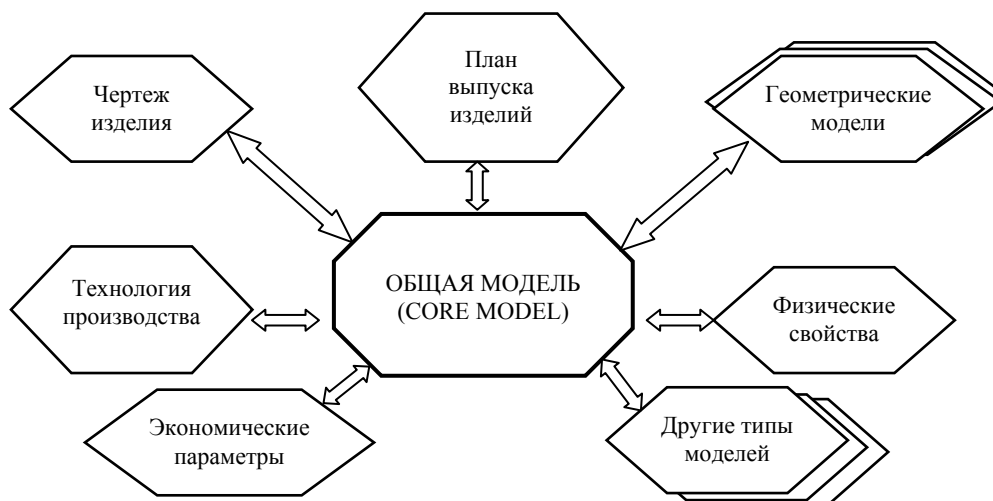 План
выпуска
изделий
Чертеж
изделия
Геометрические
модели
ОБЩАЯ МОДЕЛЬ
(CORE MODEL)
Технология
производства
Физические
свойства
Экономические
параметры
Другие типы
моделей